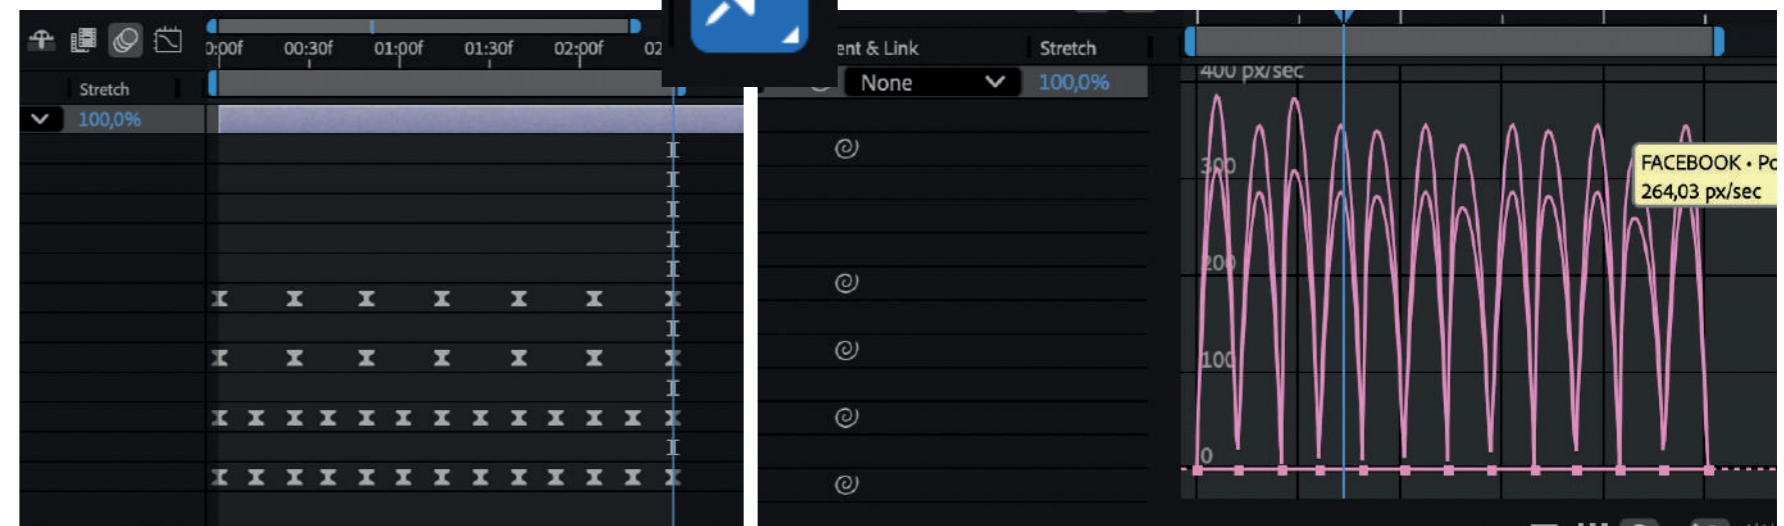 0:00f 00:30f 01:00f 01:30f 02:00f 02
Stretch
100,0%
ent & Link Stretch
None 100,0%
400 px/sec
300
200
100
0
FACEBOOK • Po
264,03 px/sec